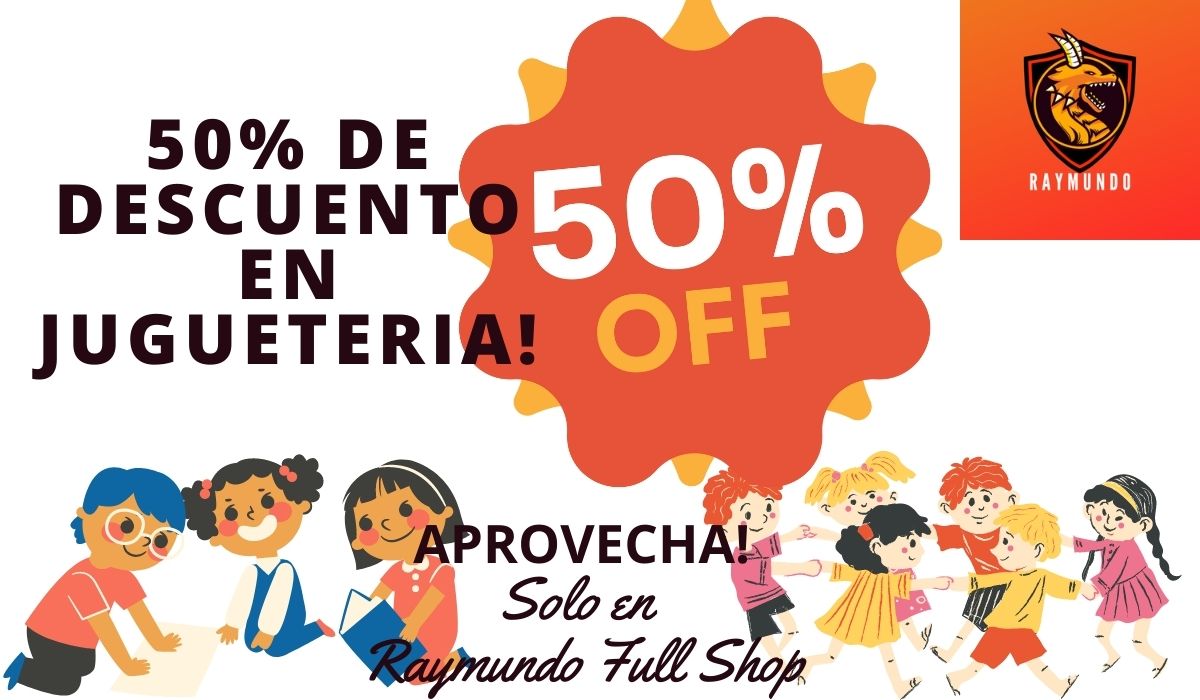 50% DE
DESCUENTO
EN
JUGUETERIA!
50%
OFF
RAYMUNDO
APROVECHA!
Solo en
Raymundo Full Shop